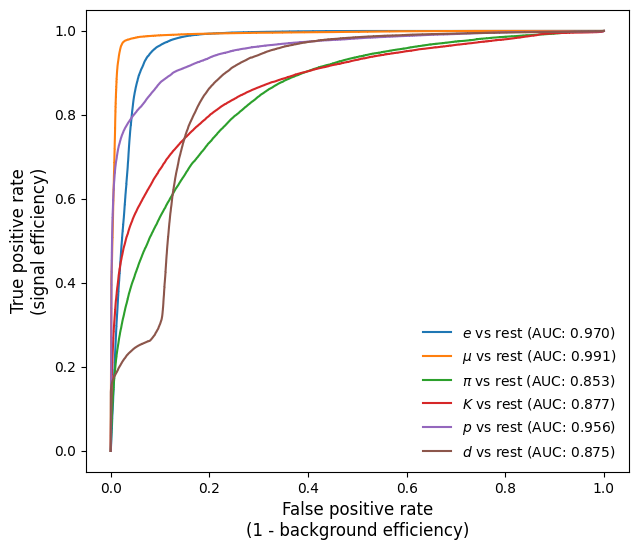 True positive rate
(signal efficiency)
1.0
0.8
0.6
0.4
0.2
0.0
e vs rest (AUC: 0.970)
μ vs rest (AUC: 0.991)
π vs rest (AUC: 0.853)
K vs rest (AUC: 0.877)
p vs rest (AUC: 0.956)
d vs rest (AUC: 0.875)
0.0 0.2 0.4 0.6 0.8 1.0
False positive rate
(1 - background efficiency)